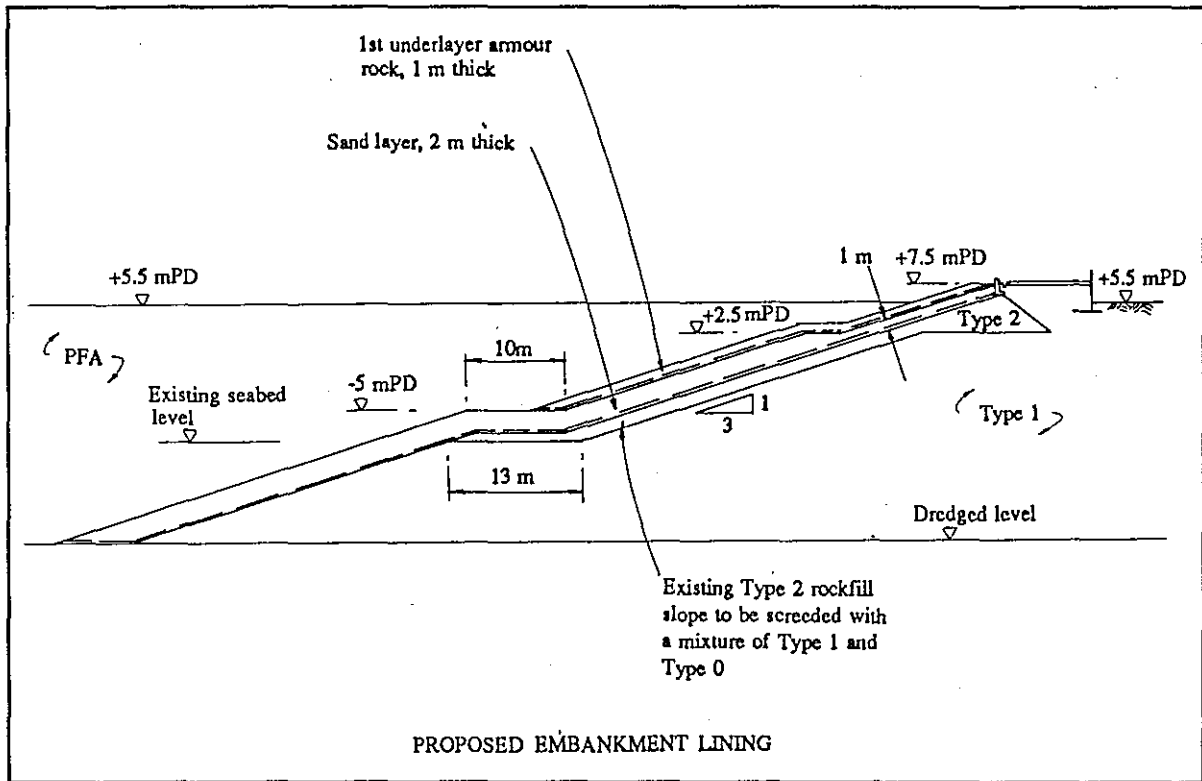 1st underlayer armour
rock, 1 m thick
Sand layer, 2 m thick
1 m
+7.5 mPD
+5.5 mPD
+5.5 mPD
+2.5 mPD
Type 2
PFA
10m
-5 mPD
Existing seabed
level
Type 1
1
3
13 m
Dredged level
Existing Type 2 rockfill
slope to be screeded with
a mixture of Type 1 and
Type 0
PROPOSED EMBANKMENT LINING